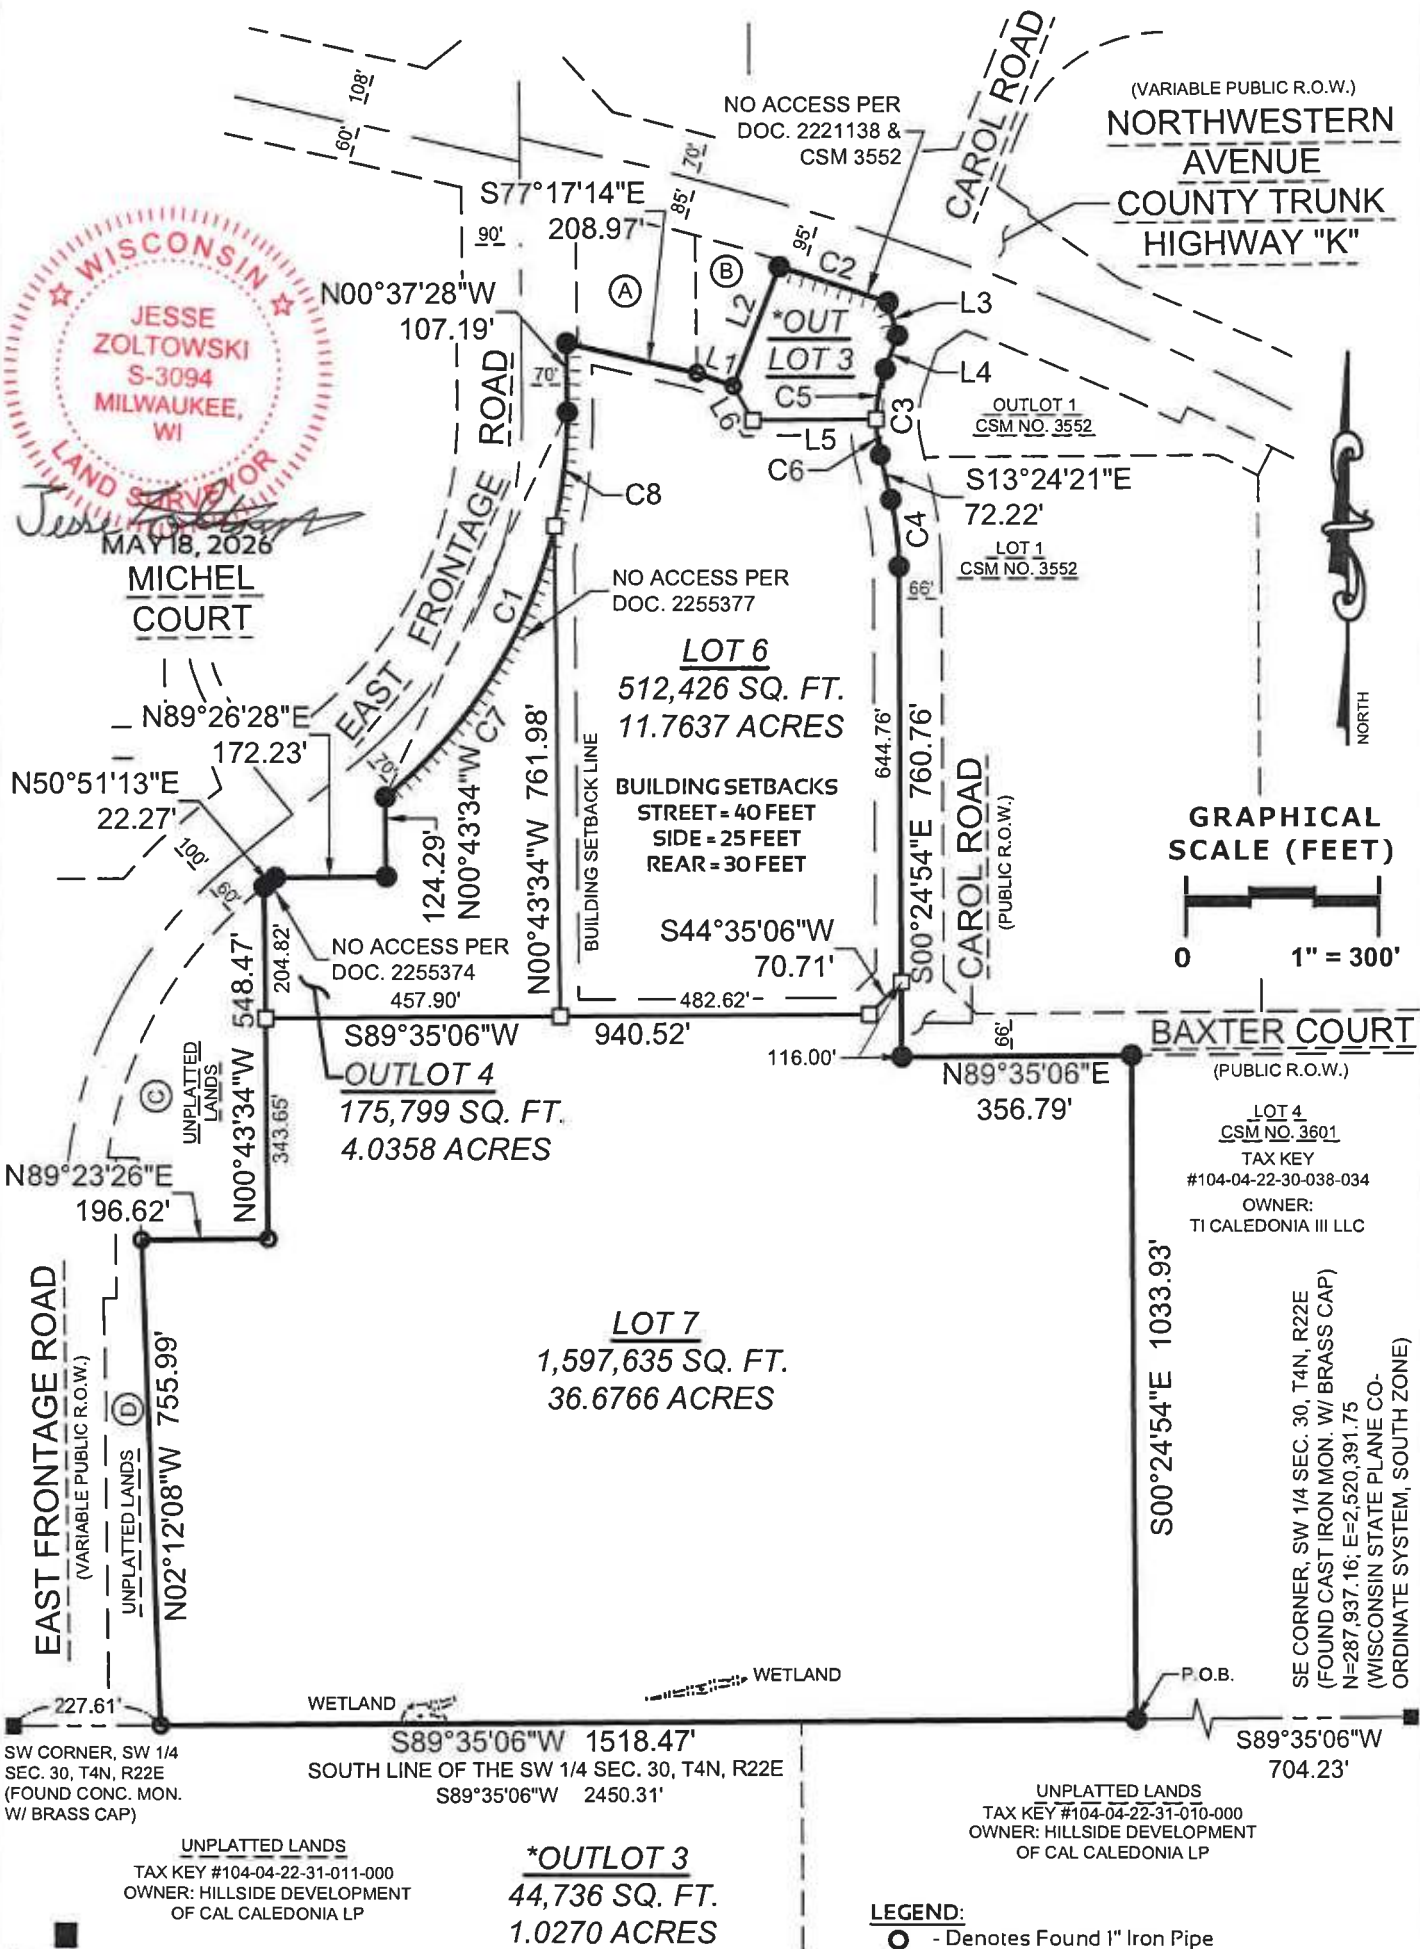 108'
60'
NO ACCESS PER
DOC. 2221138 &
CSM 3552
CAROL ROAD
(VARIABLE PUBLIC R.O.W.)
NORTHWESTERN
AVENUE
COUNTY TRUNK
HIGHWAY "K"
70'
85'
95'
S77°17'14"E
208.97'
90'
A
B
C2
L2
L3
N00°37'28"W
107.19'
*OUT
LOT 3
70'
L1
L4
C5
C3
L6
L5
C6
OUTLOT 1
CSM NO. 3552
S13°24'21"E
72.22'
C4
LOT 1
CSM NO. 3552
66'
WISCONSIN
JESSE
ZOLTOWSKI
S-3094
MILWAUKEE,
WI
LAND SURVEYOR
Jesse Zoltowski
MAY 18, 2026
MICHEL
COURT
EAST FRONTAGE ROAD
C8
C1
NO ACCESS PER
DOC. 2255377
C7
70'
LOT 6
512,426 SQ. FT.
11.7637 ACRES
BUILDING SETBACKS
STREET = 40 FEET
SIDE = 25 FEET
REAR = 30 FEET
BUILDING SETBACK LINE
N00°43'34"W 761.98'
644.76'
S00°24'54"E 760.76'
CAROL ROAD
(PUBLIC R.O.W.)
NORTH
GRAPHICAL
SCALE (FEET)
0 1" = 300'
N89°26'28"E
172.23'
N50°51'13"E
22.27'
100'
60'
124.29'
N00°43'34"W
NO ACCESS PER
DOC. 2255374
S44°35'06"W
70.71'
457.90'
482.62'
S89°35'06"W 940.52'
116.00'
66'
BAXTER COURT
(PUBLIC R.O.W.)
N89°35'06"E
356.79'
N00°43'34"W 548.47'
204.82'
343.65'
C
UNPLATTED
LANDS
OUTLOT 4
175,799 SQ. FT.
4.0358 ACRES
LOT 4
CSM NO. 3601
TAX KEY
#104-04-22-30-038-034
OWNER:
TI CALEDONIA III LLC
N89°23'26"E
196.62'
EAST FRONTAGE ROAD
(VARIABLE PUBLIC R.O.W.)
D
UNPLATTED LANDS
N02°12'08"W 755.99'
LOT 7
1,597,635 SQ. FT.
36.6766 ACRES
S00°24'54"E 1033.93'
SE CORNER, SW 1/4 SEC. 30, T4N, R22E
(FOUND CAST IRON MON. W/ BRASS CAP)
N=287,937.16; E=2,520,391.75
(WISCONSIN STATE PLANE CO-
ORDINATE SYSTEM, SOUTH ZONE)
WETLAND
WETLAND
P.O.B.
227.61'
S89°35'06"W 1518.47'
SOUTH LINE OF THE SW 1/4 SEC. 30, T4N, R22E
S89°35'06"W 2450.31'
S89°35'06"W
704.23'
SW CORNER, SW 1/4
SEC. 30, T4N, R22E
(FOUND CONC. MON.
W/ BRASS CAP)
UNPLATTED LANDS
TAX KEY #104-04-22-31-011-000
OWNER: HILLSIDE DEVELOPMENT
OF CAL CALEDONIA LP
UNPLATTED LANDS
TAX KEY #104-04-22-31-010-000
OWNER: HILLSIDE DEVELOPMENT
OF CAL CALEDONIA LP
*OUTLOT 3
44,736 SQ. FT.
1.0270 ACRES
LEGEND:
- Denotes Found 1" Iron Pipe